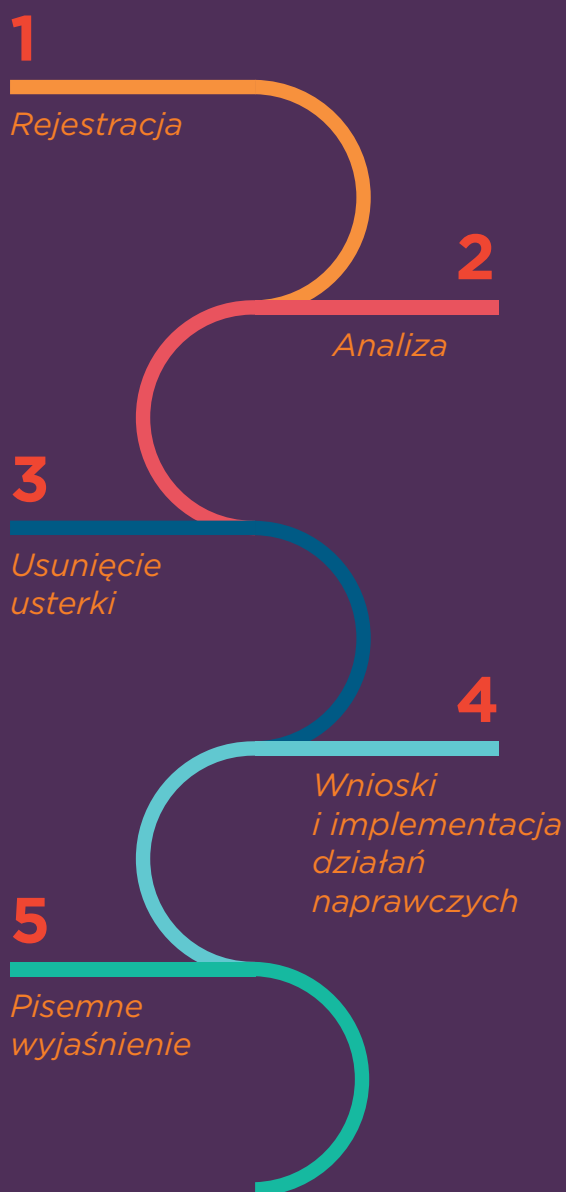 1
Rejestracja
2
Analiza
3
Usunięcie
usterki
4
Wnioski
i implementacja
działań
naprawczych
5
Pisemne
wyjaśnienie